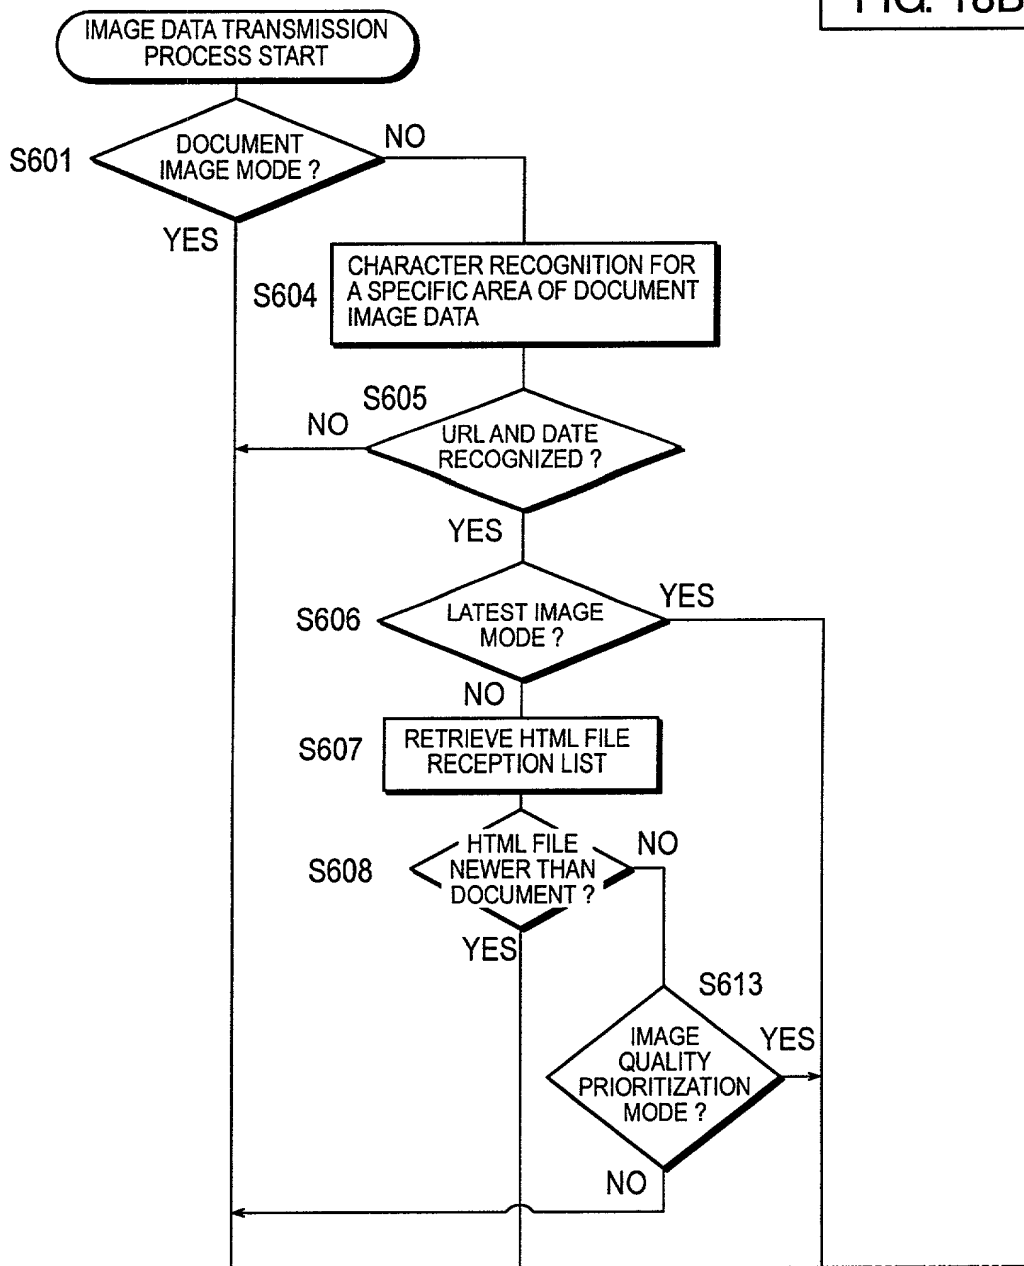 FIG. 18B
IMAGE DATA TRANSMISSION
PROCESS START
S601
DOCUMENT
IMAGE MODE ?
NO
YES
S604
CHARACTER RECOGNITION FOR
A SPECIFIC AREA OF DOCUMENT
IMAGE DATA
S605
NO
URL AND DATE
RECOGNIZED ?
YES
S606
LATEST IMAGE
MODE ?
YES
NO
S607
RETRIEVE HTML FILE
RECEPTION LIST
S608
HTML FILE
NEWER THAN
DOCUMENT ?
NO
YES
S613
IMAGE
QUALITY
PRIORITIZATION
MODE ?
YES
NO